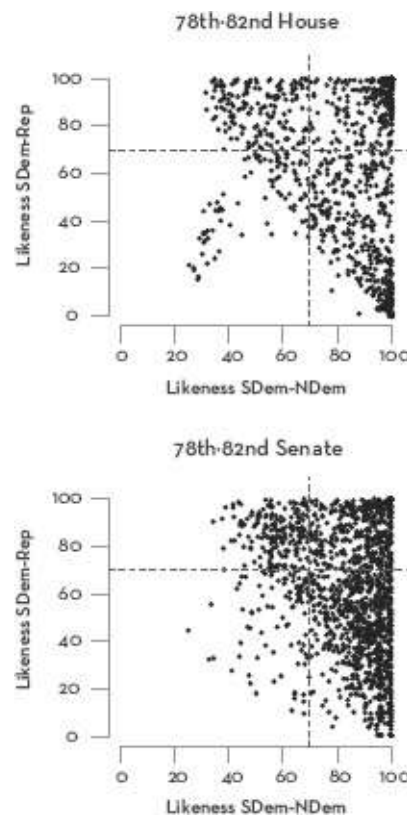 78th-82nd House
100
80
60
40
20
0
Likeness SDem-Rep
0 20 40 60 80 100
Likeness SDem-NDem
78th-82nd Senate
100
80
60
40
20
0
Likeness SDem-Rep
0 20 40 60 80 100
Likeness SDem-NDem